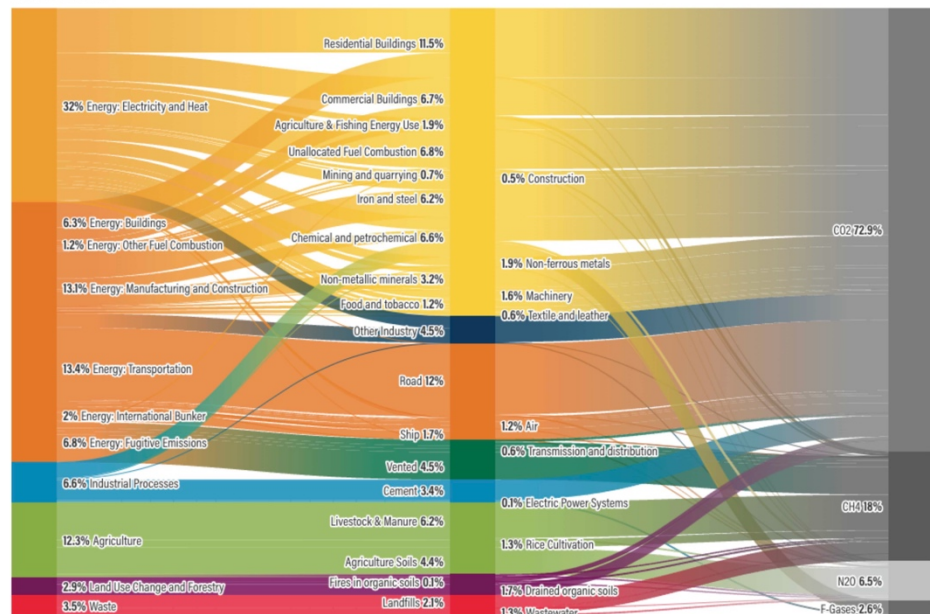 32% Energy: Electricity and Heat
6.3% Energy: Buildings
1.2% Energy: Other Fuel Combustion
13.1% Energy: Manufacturing and Construction
13.4% Energy: Transportation
2% Energy: International Bunker
6.8% Energy: Fugitive Emissions
6.6% Industrial Processes
12.3% Agriculture
2.9% Land Use Change and Forestry
3.5% Waste
Residential Buildings 11.5%
Commercial Buildings 6.7%
Agriculture & Fishing Energy Use 1.9%
Unallocated Fuel Combustion 6.8%
Mining and quarrying 0.7%
Iron and steel 6.2%
Chemical and petrochemical 6.6%
Non-metallic minerals 3.2%
Food and tobacco 1.2%
Other Industry 4.5%
Road 12%
Ship 1.7%
Vented 4.5%
Cement 3.4%
Livestock & Manure 6.2%
Agriculture Soils 4.4%
Fires in organic soils 0.1%
Landfills 2.1%
0.5% Construction
1.9% Non-ferrous metals
1.6% Machinery
0.6% Textile and leather
1.2% Air
0.6% Transmission and distribution
0.1% Electric Power Systems
1.3% Rice Cultivation
1.7% Drained organic soils
1.3% Wastewater
CO2 72.9%
CH4 18%
N2O 6.5%
F-Gases 2.6%